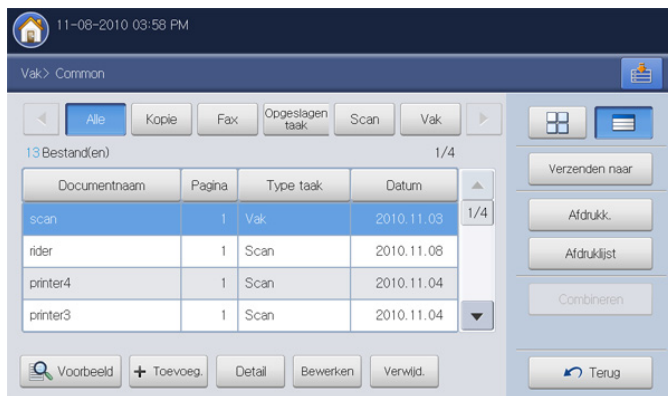 11-08-2010 03:58 PM
Vak> Common
Alle Kopie Fax Opgeslagen taak Scan Vak
13 Bestand(en) 1/4
Verzenden naar
Documentnaam Pagina Type taak Datum
scan 1 Vak 2010.11.03 1/4
Afdrukk.
rider 1 Scan 2010.11.08
Afdruklijst
printer4 1 Scan 2010.11.04
Combineren
printer3 1 Scan 2010.11.04
Voorbeeld + Toevoeg. Detail Bewerken Verwijd. Terug